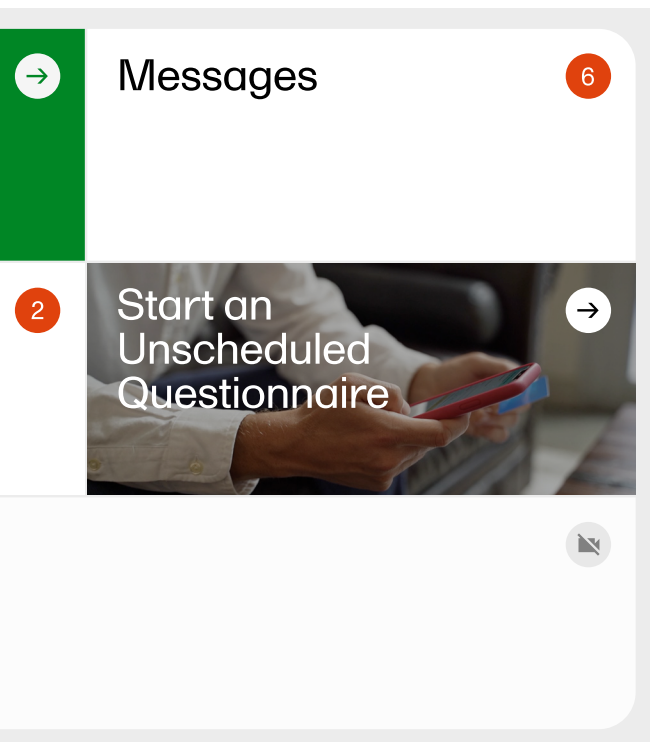 Messages
6
2
Start an
Unscheduled
Questionnaire